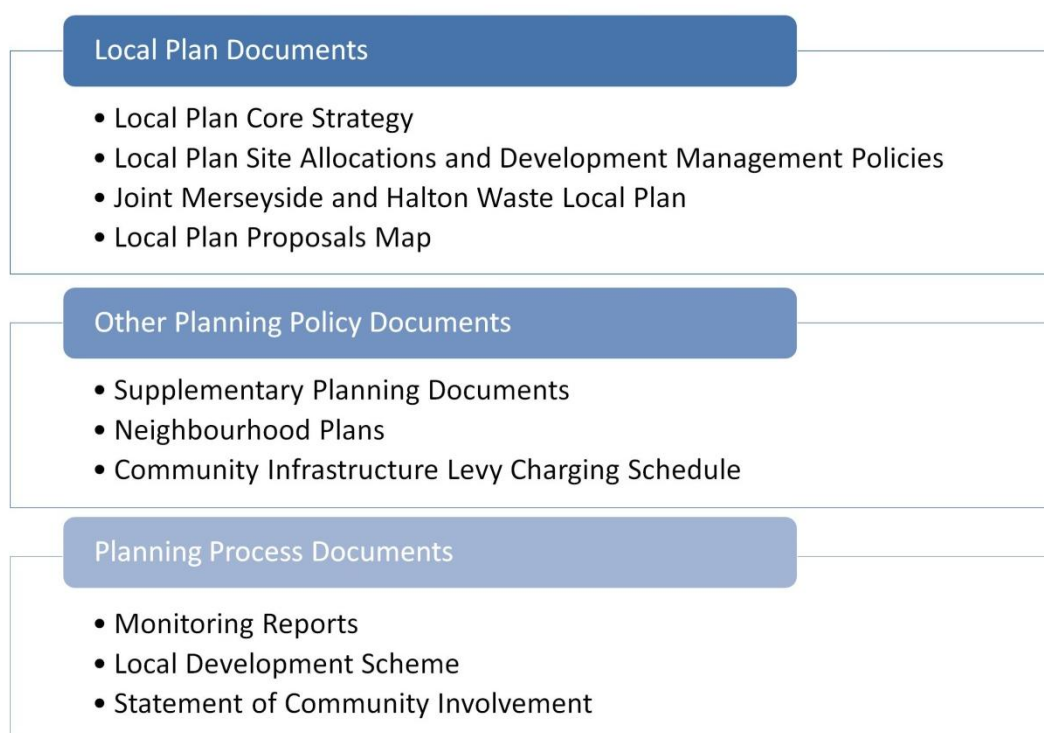 Local Plan Documents
• Local Plan Core Strategy
• Local Plan Site Allocations and Development Management Policies
• Joint Merseyside and Halton Waste Local Plan
• Local Plan Proposals Map
Other Planning Policy Documents
• Supplementary Planning Documents
• Neighbourhood Plans
• Community Infrastructure Levy Charging Schedule
Planning Process Documents
• Monitoring Reports
• Local Development Scheme
• Statement of Community Involvement